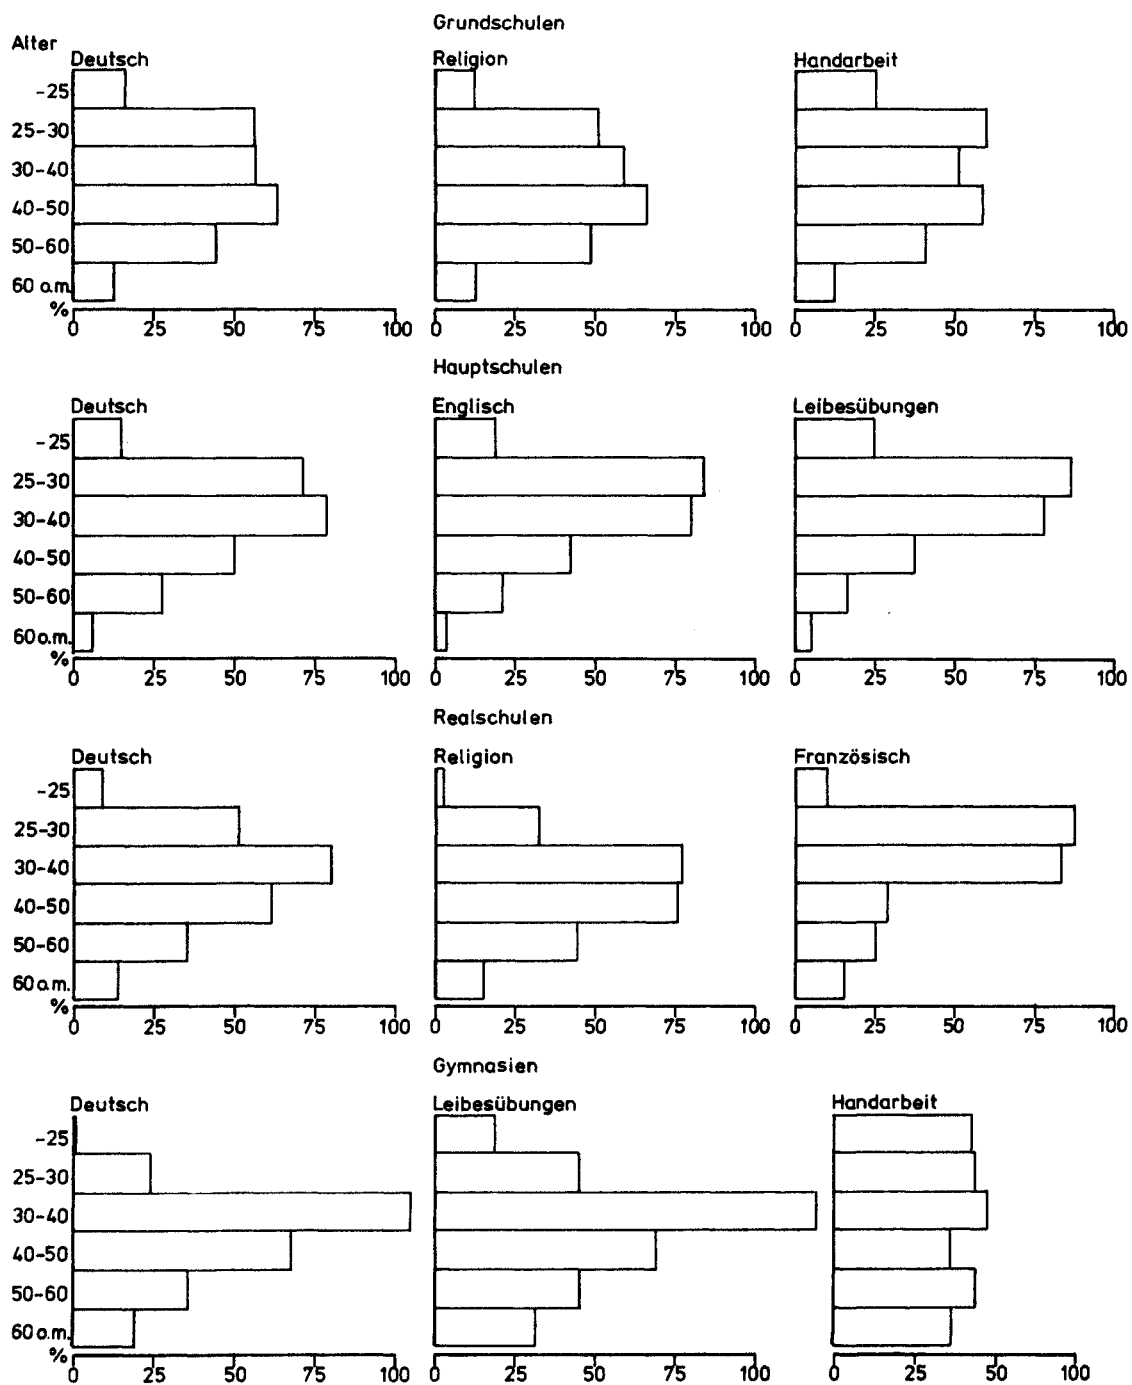 Grundschulen
Alter
Deutsch Religion Handarbeit
-25
25-30
30-40
40-50
50-60
60 o.m.
%
0 25 50 75 100 0 25 50 75 100 0 25 50 75 100
Hauptschulen
Deutsch Englisch Leibesübungen
-25
25-30
30-40
40-50
50-60
60 o.m.
%
0 25 50 75 100 0 25 50 75 100 0 25 50 75 100
Realschulen
Deutsch Religion Französisch
-25
25-30
30-40
40-50
50-60
60 o.m.
%
0 25 50 75 100 0 25 50 75 100 0 25 50 75 100
Gymnasien
Deutsch Leibesübungen Handarbeit
-25
25-30
30-40
40-50
50-60
60 o.m.
%
0 25 50 75 100 0 25 50 75 100 0 25 50 75 100